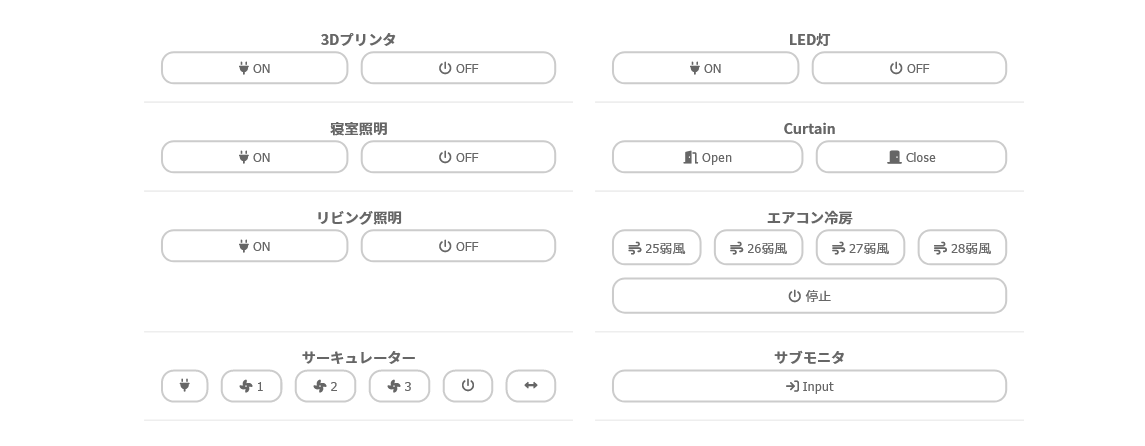 3Dプリンタ
ON OFF
LED灯
ON OFF
寝室照明
ON OFF
Curtain
Open Close
リビング照明
ON OFF
エアコン冷房
25弱風 26弱風 27弱風 28弱風
停止
サーキュレーター
1 2 3
サブモニタ
Input